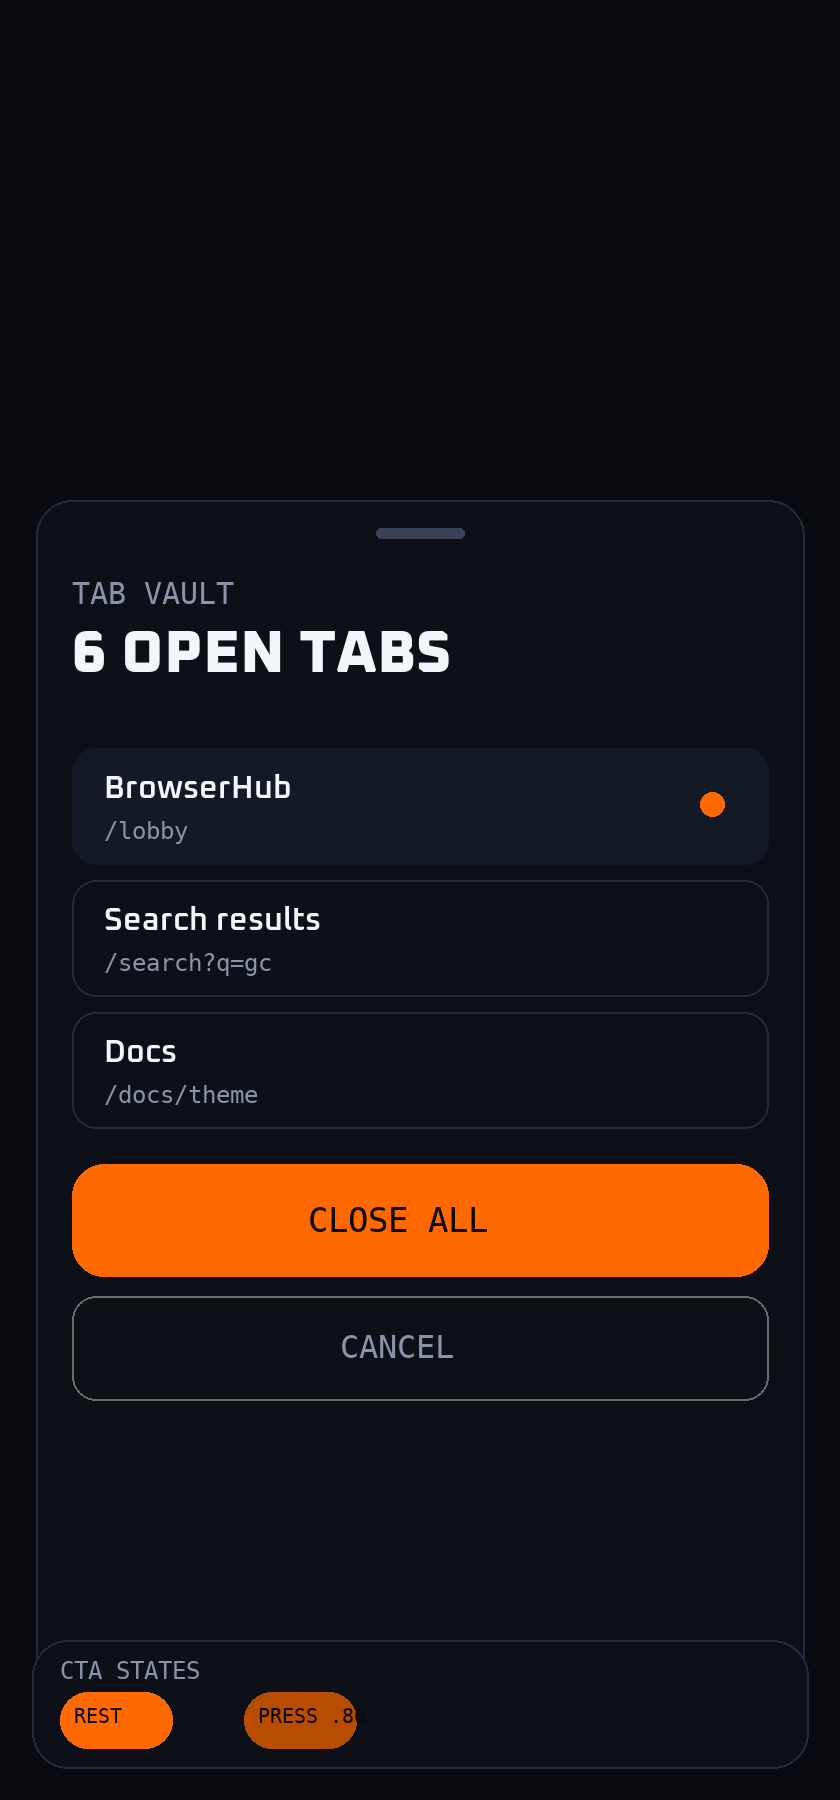 TAB VAULT
6 OPEN TABS
BrowserHub
/lobby
Search results
/search?q=gc
Docs
/docs/theme
CLOSE ALL
CANCEL
CTA STATES
REST
PRESS